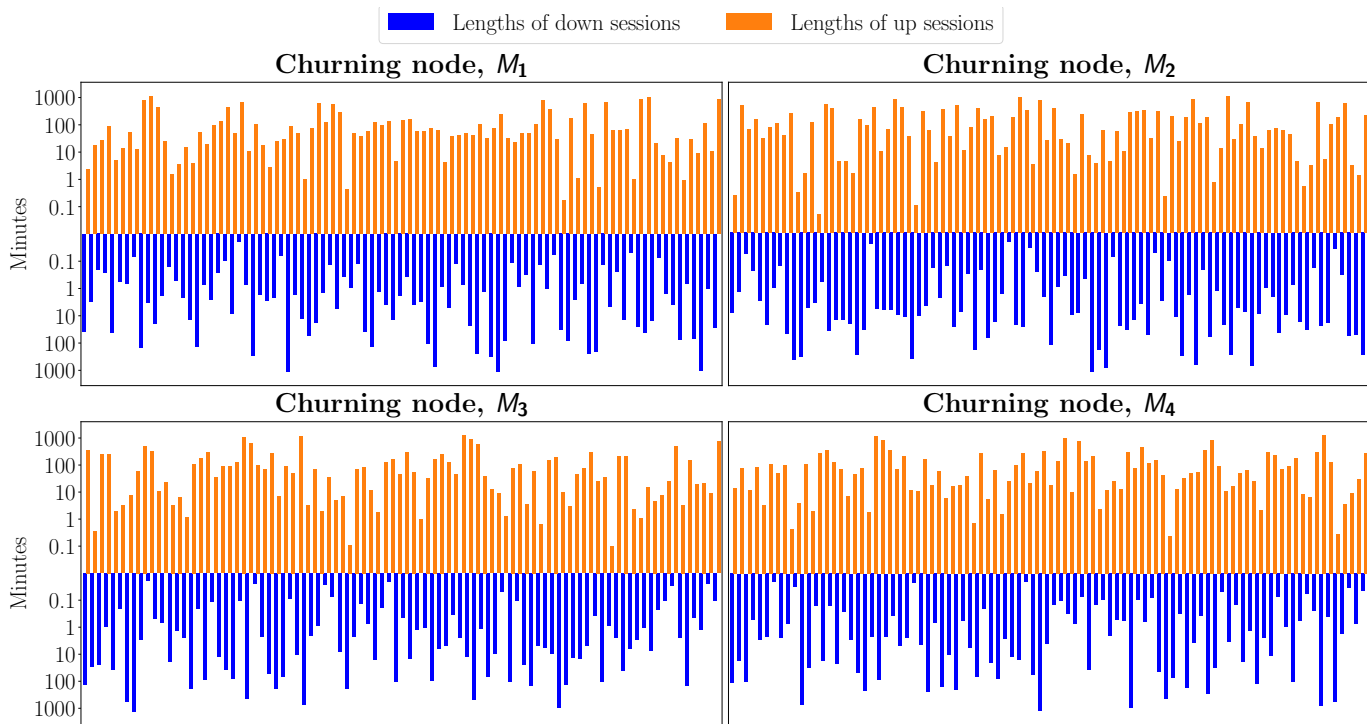 Lengths of down sessions Lengths of up sessions
Churning node, M₁
Churning node, M₂
1000
100
10
1
0.1
0.1
1
10
100
1000
Minutes
Churning node, M₃
Churning node, M₄
1000
100
10
1
0.1
0.1
1
10
100
1000
Minutes